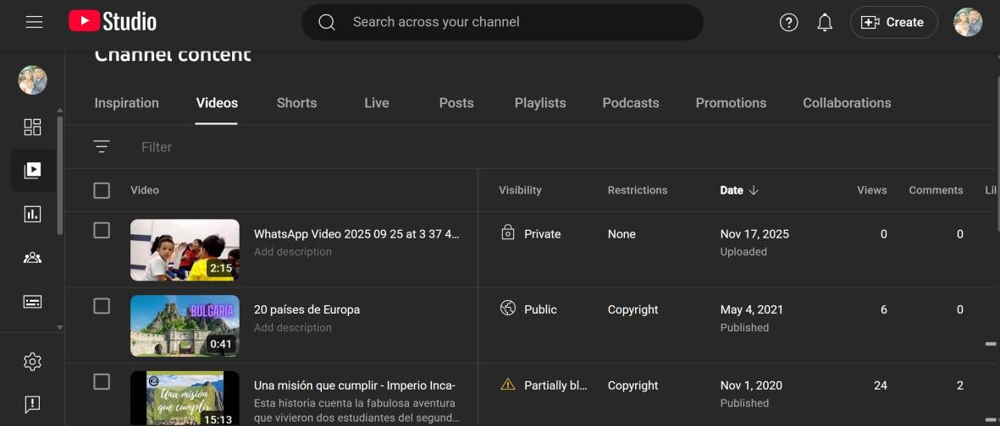 Studio
Search across your channel
Create
Channel content
Inspiration Videos Shorts Live Posts Playlists Podcasts Promotions Collaborations
Filter
Video Visibility Restrictions Date Views Comments Lil
WhatsApp Video 2025 09 25 at 3 37 4... Private None Nov 17, 2025 0 0
Add description Uploaded
2:15
20 países de Europa Public Copyright May 4, 2021 6 0
BULGARIA
Add description Published
0:41
Una misión que cumplir - Imperio Inca- Partially bl... Copyright Nov 1, 2020 24 2
Una misión
que cumplir
Esta historia cuenta la fabulosa aventura Published
que vivieron dos estudiantes del segund...
15:13